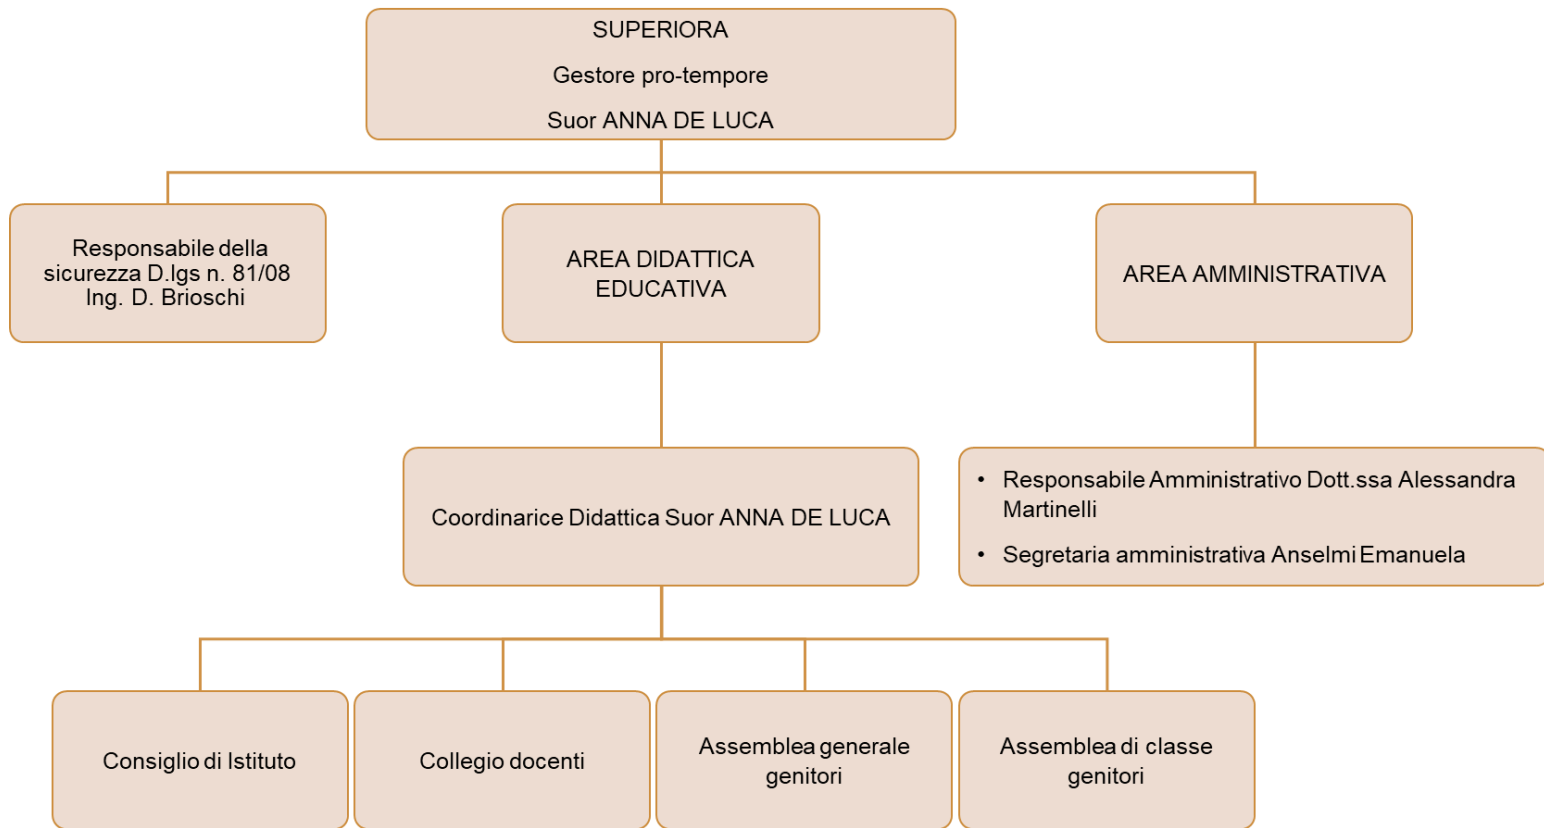 SUPERIORA
Gestore pro-tempore
Suor ANNA DE LUCA
Responsabile della
sicurezza D.lgs n. 81/08
Ing. D. Brioschi
AREA DIDATTICA
EDUCATIVA
AREA AMMINISTRATIVA
Coordinarice Didattica Suor ANNA DE LUCA
• Responsabile Amministrativo Dott.ssa Alessandra
Martinelli
• Segretaria amministrativa Anselmi Emanuela
Consiglio di Istituto
Collegio docenti
Assemblea generale
genitori
Assemblea di classe
genitori